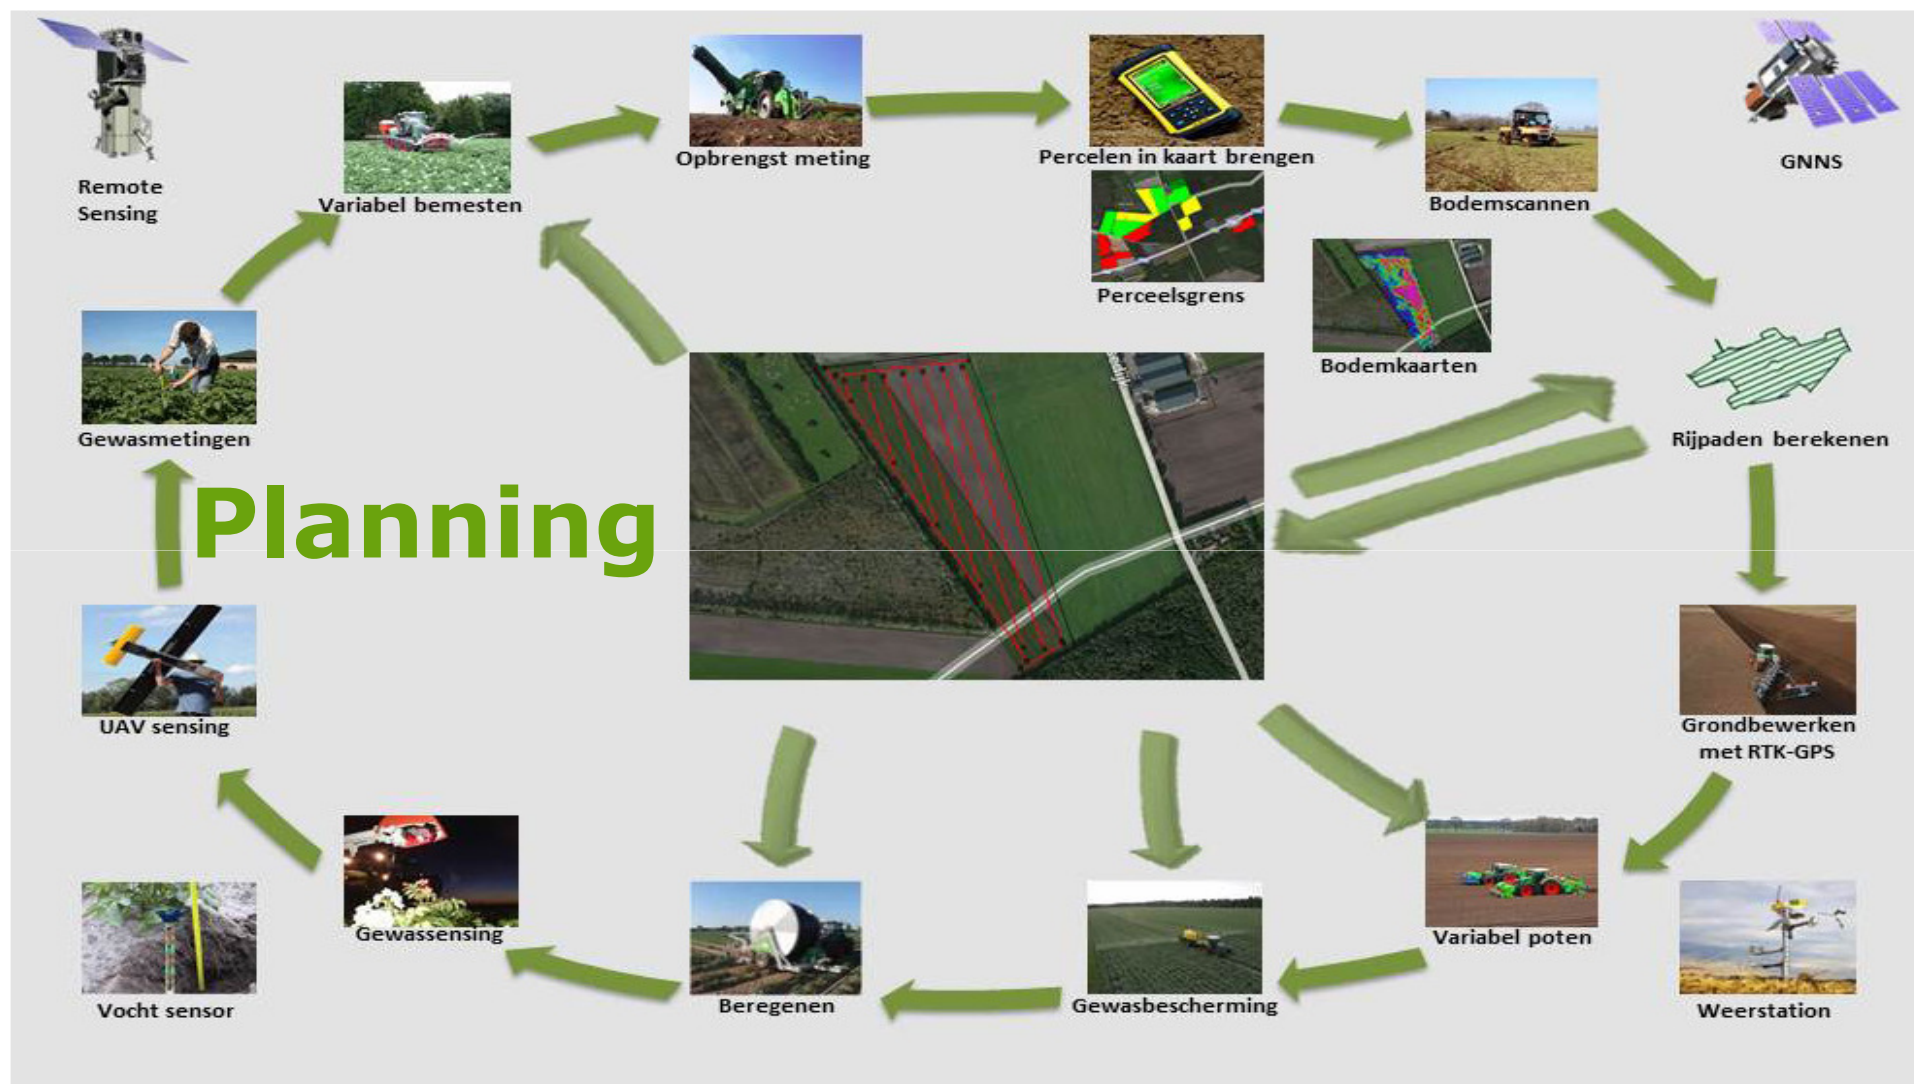 Remote
Sensing
Variabel bemesten
Opbrengst meting
Percelen in kaart brengen
Perceelsgrens
Bodemscannen
Bodemkaarten
GNNS
Rijpaden berekenen
Gewasmetingen
Planning
UAV sensing
Grondbewerken
met RTK-GPS
Gewassensing
Variabel poten
Vocht sensor
Beregenen
Gewasbescherming
Weerstation